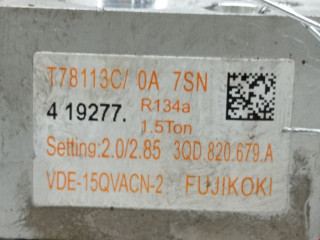 T78113C/ 0A 7SN
4 19277. R134a
1.5Ton
Setting:2.0/2.85 3QD.820.679.A
VDE-15QVACN-2 FUJIKOKI